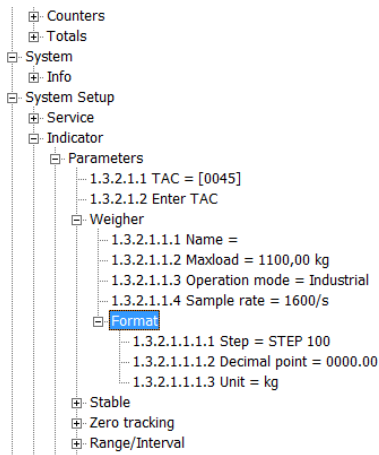 Counters
Totals
System
Info
System Setup
Service
Indicator
Parameters
1.3.2.1.1 TAC = [0045]
1.3.2.1.2 Enter TAC
Weigher
1.3.2.1.1.1 Name =
1.3.2.1.1.2 Maxload = 1100,00 kg
1.3.2.1.1.3 Operation mode = Industrial
1.3.2.1.1.4 Sample rate = 1600/s
Format
1.3.2.1.1.1.1 Step = STEP 100
1.3.2.1.1.1.2 Decimal point = 0000.00
1.3.2.1.1.1.3 Unit = kg
Stable
Zero tracking
Range/Interval